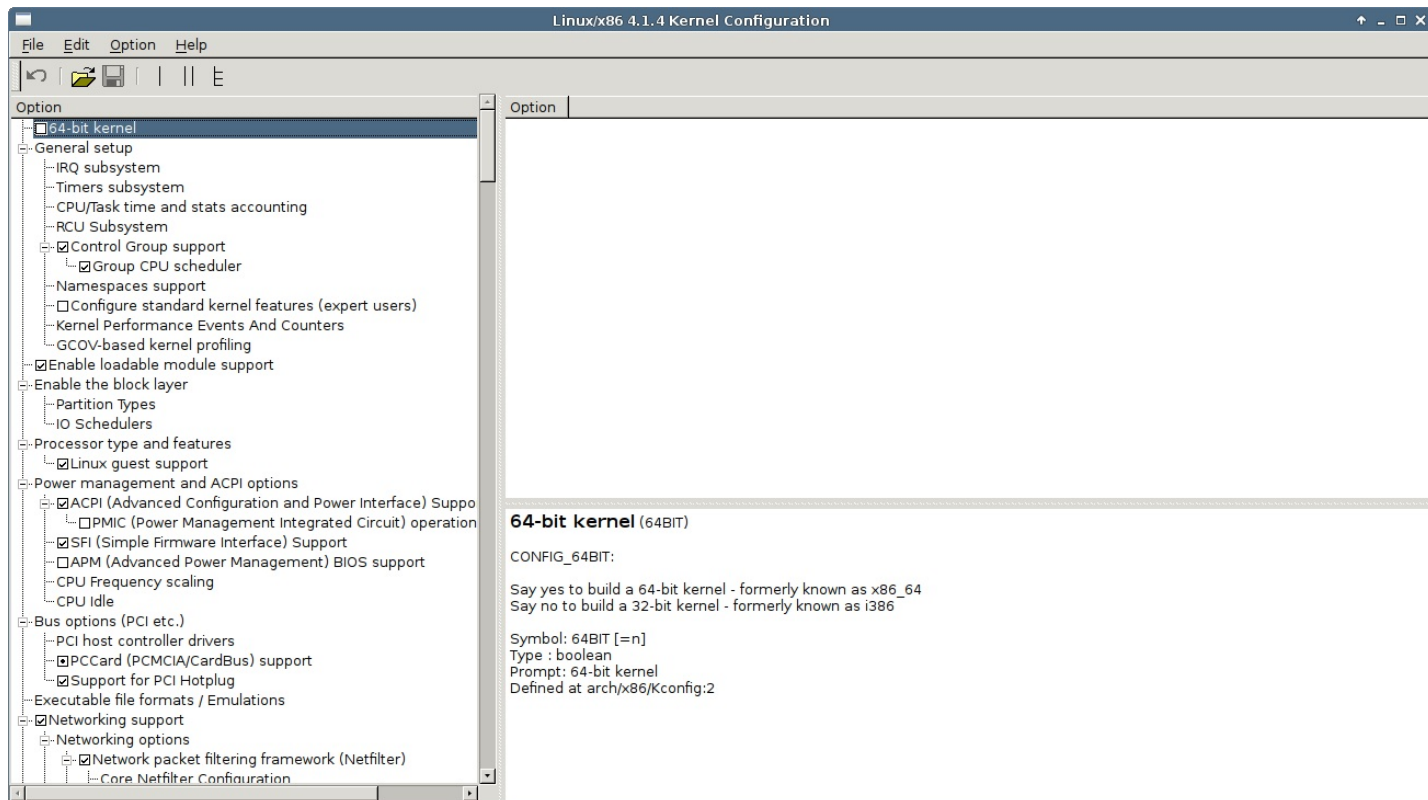 Linux/x86 4.1.4 Kernel Configuration
File Edit Option Help
Option
64-bit kernel
General setup
IRQ subsystem
Timers subsystem
CPU/Task time and stats accounting
RCU Subsystem
Control Group support
Group CPU scheduler
Namespaces support
Configure standard kernel features (expert users)
Kernel Performance Events And Counters
GCOV-based kernel profiling
Enable loadable module support
Enable the block layer
Partition Types
IO Schedulers
Processor type and features
Linux guest support
Power management and ACPI options
ACPI (Advanced Configuration and Power Interface) Suppo
PMIC (Power Management Integrated Circuit) operation
SFI (Simple Firmware Interface) Support
APM (Advanced Power Management) BIOS support
CPU Frequency scaling
CPU Idle
Bus options (PCI etc.)
PCI host controller drivers
PCCard (PCMCIA/CardBus) support
Support for PCI Hotplug
Executable file formats / Emulations
Networking support
Networking options
Network packet filtering framework (Netfilter)
Core Netfilter Configuration
Option
64-bit kernel (64BIT)
CONFIG_64BIT:
Say yes to build a 64-bit kernel - formerly known as x86_64
Say no to build a 32-bit kernel - formerly known as i386
Symbol: 64BIT [=n]
Type : boolean
Prompt: 64-bit kernel
Defined at arch/x86/Kconfig:2